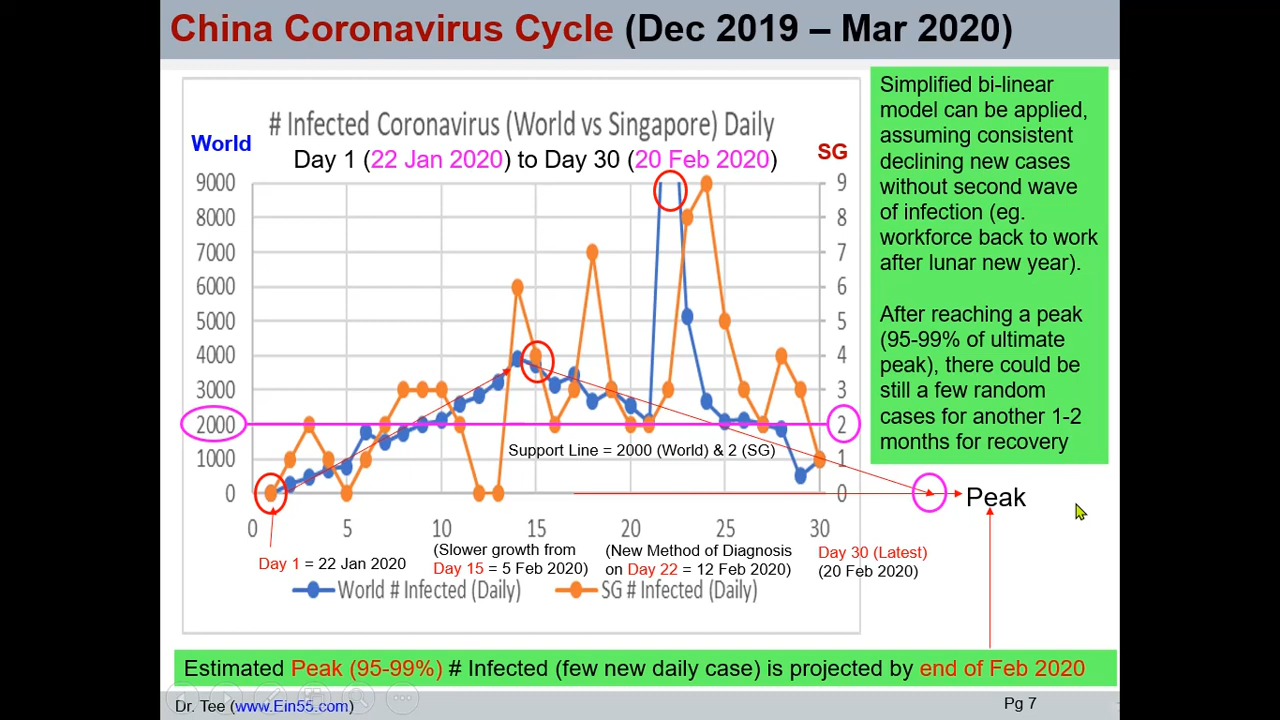 China Coronavirus Cycle (Dec 2019 – Mar 2020)
# Infected Coronavirus (World vs Singapore) Daily
World
Day 1 (22 Jan 2020) to Day 30 (20 Feb 2020)
SG
9000
8000
7000
6000
5000
4000
3000
2000
1000
0
9
8
7
6
5
4
3
2
1
0
Support Line = 2000 (World) & 2 (SG)
Peak
0 5 10 15 20 25 30
Day 1 = 22 Jan 2020
(Slower growth from
Day 15 = 5 Feb 2020)
(New Method of Diagnosis
on Day 22 = 12 Feb 2020)
Day 30 (Latest)
(20 Feb 2020)
World # Infected (Daily)
SG # Infected (Daily)
Simplified bi-linear
model can be applied,
assuming consistent
declining new cases
without second wave
of infection (eg.
workforce back to work
after lunar new year).
After reaching a peak
(95-99% of ultimate
peak), there could be
still a few random
cases for another 1-2
months for recovery
Estimated Peak (95-99%) # Infected (few new daily case) is projected by end of Feb 2020
Dr. Tee (www.Ein55.com)
Pg 7